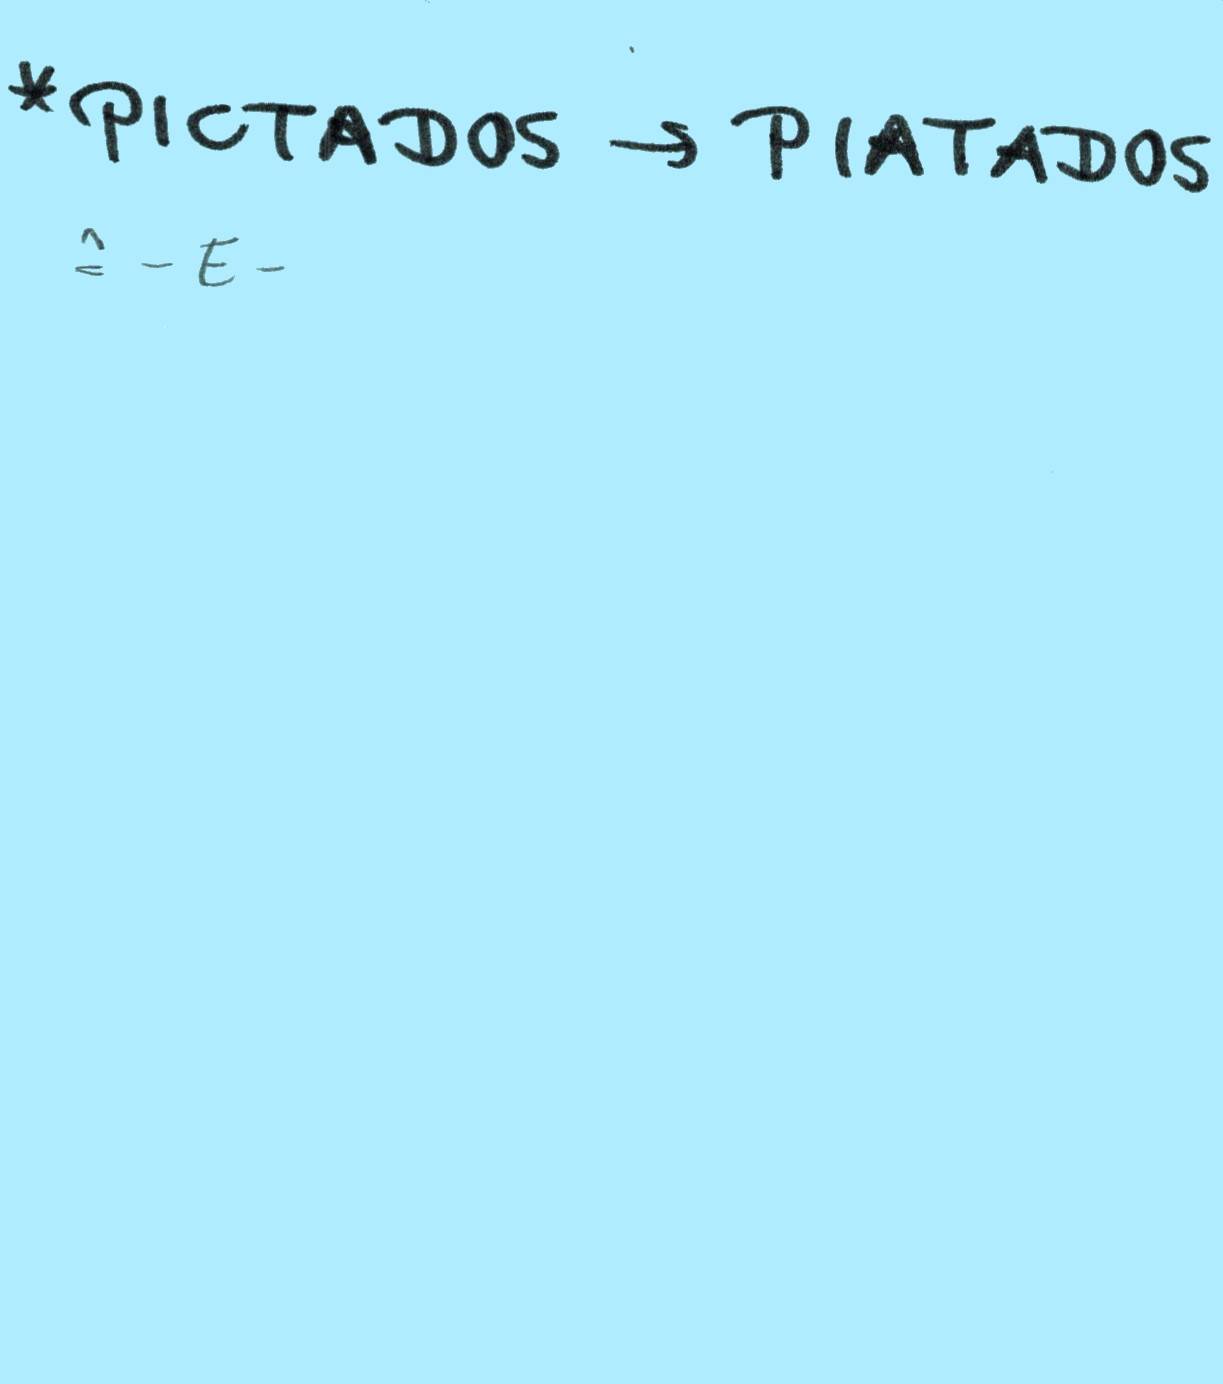 *PICTADOS → PIATADOS
≙ - E -